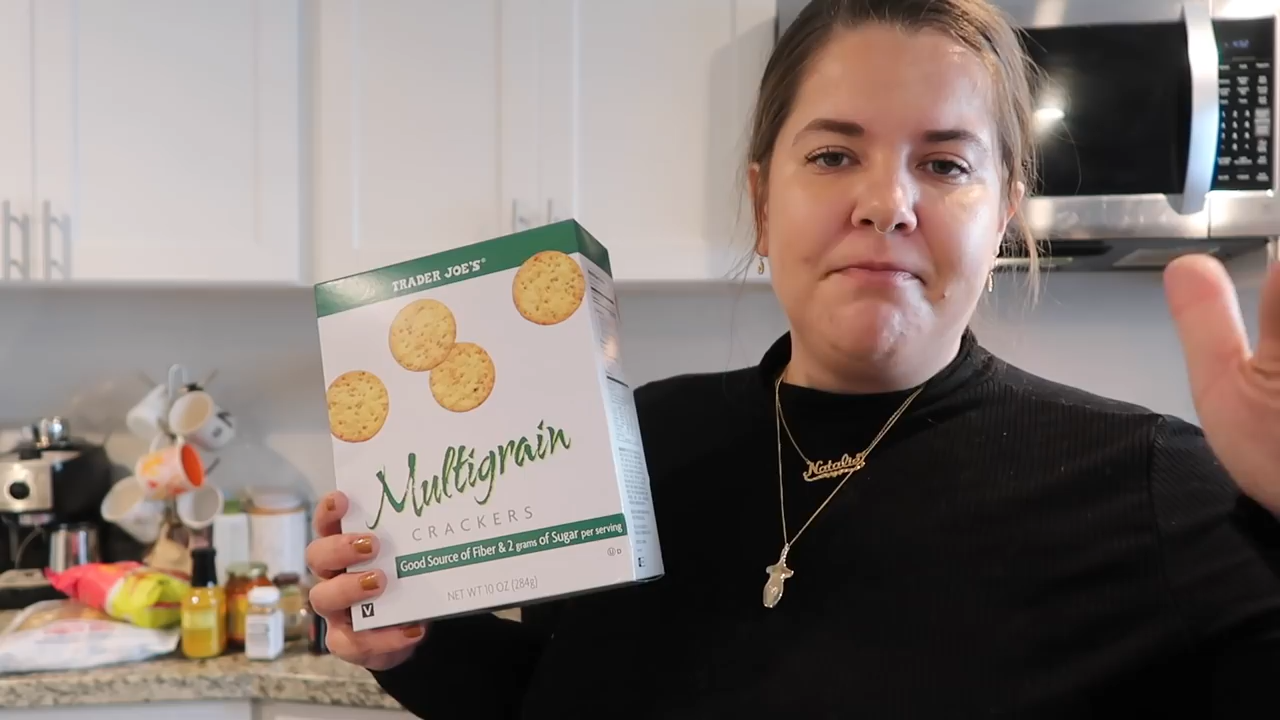 TRADER JOE'S®
Multigrain
CRACKERS
Good Source of Fiber & 2 grams of Sugar per serving
NET WT 10 OZ (284g)
V
Natalie